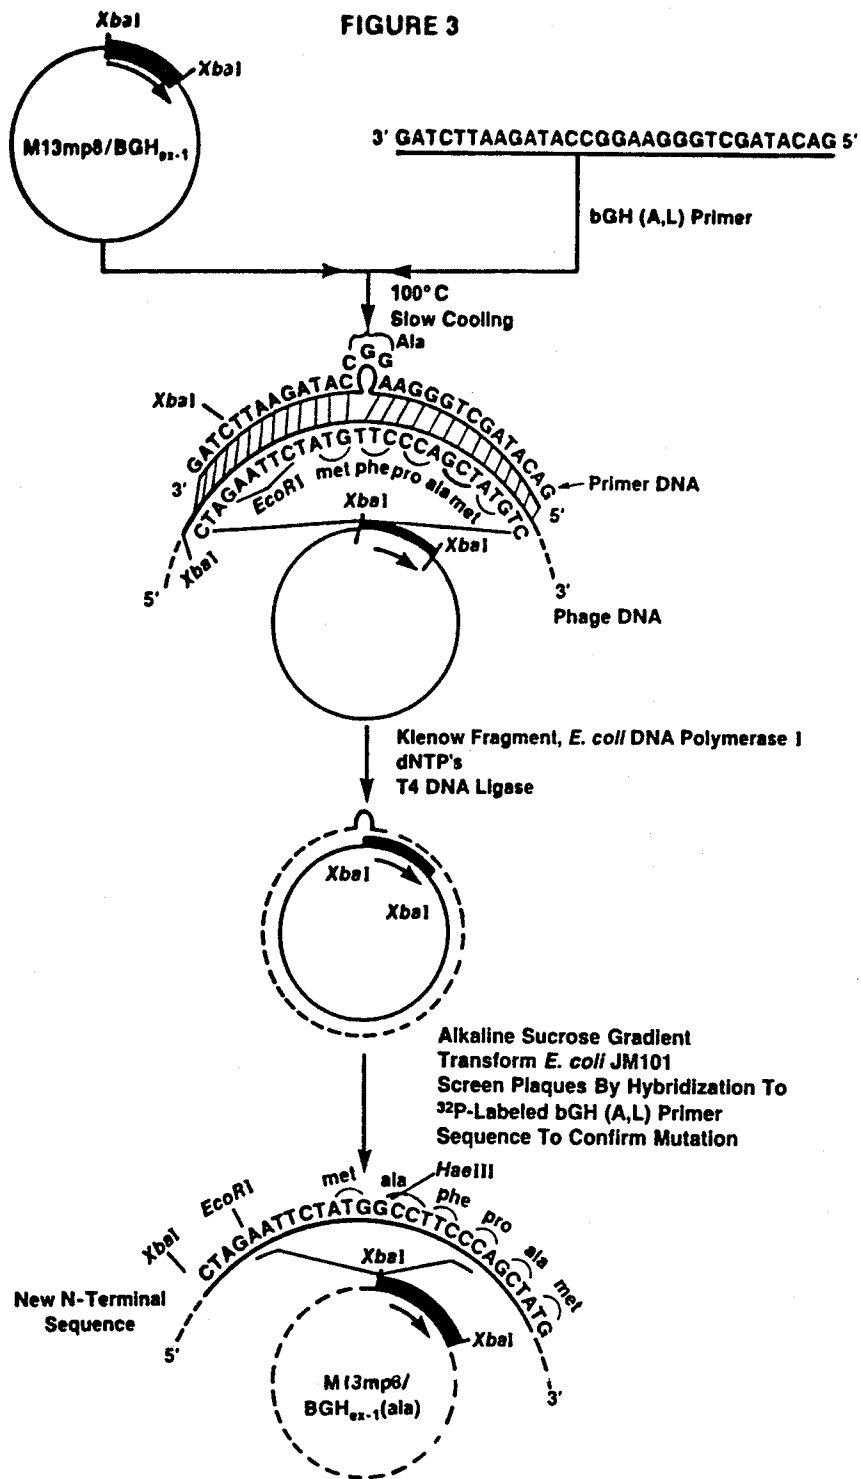 FIGURE 3
XbaI
XbaI
M13mp8/BGHex-1
3' GATCTTAAGATACCGGAAGGGTCGATACAG 5'
bGH (A,L) Primer
100° C
Slow Cooling
Ala
CGG
XbaI
GATCTTAAGATAC AAGGGTCGATACAG
3'
5'
Primer DNA
CTAGAATTCTATGTTCCCAGCTATGTC
EcoRI met phe pro ala met
XbaI
XbaI
XbaI
5'
3'
Phage DNA
Klenow Fragment, E. coli DNA Polymerase I
dNTP's
T4 DNA Ligase
XbaI
XbaI
Alkaline Sucrose Gradient
Transform E. coli JM101
Screen Plaques By Hybridization To
32P-Labeled bGH (A,L) Primer
Sequence To Confirm Mutation
HaeIII
met ala phe pro ala met
XbaI EcoRI
CTAGAATTCTATGGCCTTCCCAGCTATG
XbaI
New N-Terminal
Sequence
XbaI
5'
3'
M13mp8/
BGHex-1(ala)